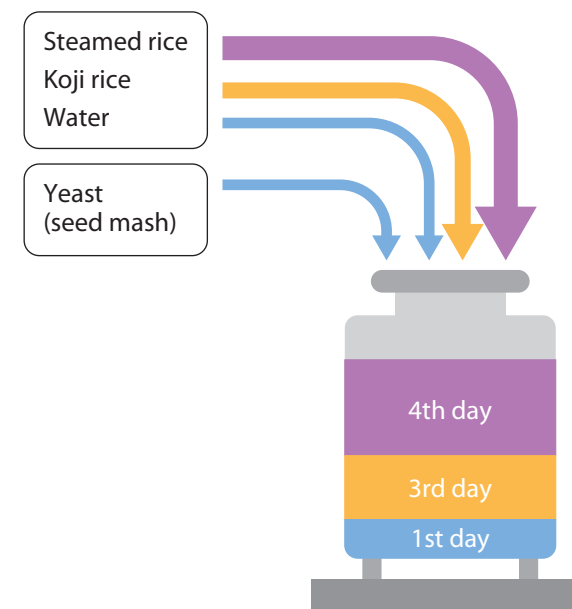 Steamed rice
Koji rice
Water
Yeast
(seed mash)
4th day
3rd day
1st day